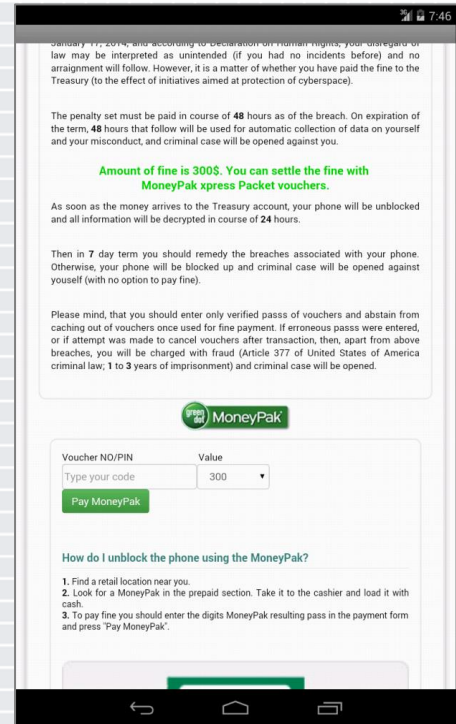 3G 7:46
January 17, 2014, and according to Declaration on Human Rights, your disregard of
law may be interpreted as unintended (if you had no incidents before) and no
arraignment will follow. However, it is a matter of whether you have paid the fine to the
Treasury (to the effect of initiatives aimed at protection of cyberspace).
The penalty set must be paid in course of 48 hours as of the breach. On expiration of
the term, 48 hours that follow will be used for automatic collection of data on yourself
and your misconduct, and criminal case will be opened against you.
Amount of fine is 300$. You can settle the fine with
MoneyPak xpress Packet vouchers.
As soon as the money arrives to the Treasury account, your phone will be unblocked
and all information will be decrypted in course of 24 hours.
Then in 7 day term you should remedy the breaches associated with your phone.
Otherwise, your phone will be blocked up and criminal case will be opened against
youself (with no option to pay fine).
Please mind, that you should enter only verified passs of vouchers and abstain from
caching out of vouchers once used for fine payment. If erroneous passs were entered,
or if attempt was made to cancel vouchers after transaction, then, apart from above
breaches, you will be charged with fraud (Article 377 of United States of America
criminal law; 1 to 3 years of imprisonment) and criminal case will be opened.
green dot MoneyPak
Voucher NO/PIN Value
Type your code 300
Pay MoneyPak
How do I unblock the phone using the MoneyPak?
1. Find a retail location near you.
2. Look for a MoneyPak in the prepaid section. Take it to the cashier and load it with
cash.
3. To pay fine you should enter the digits MoneyPak resulting pass in the payment form
and press "Pay MoneyPak".